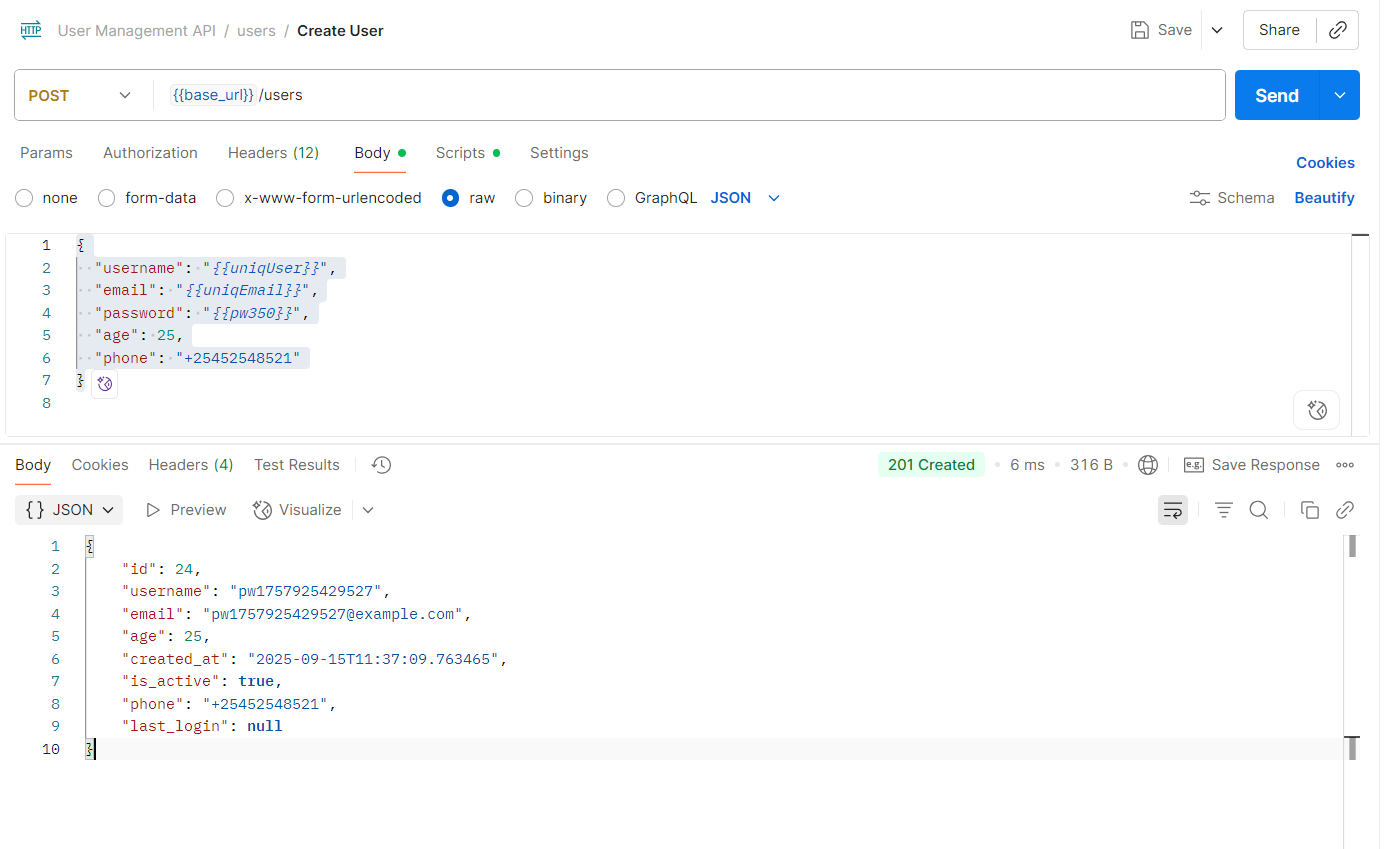 HTTP User Management API / users / Create User Save Share
POST {{base_url}}/users Send
Params Authorization Headers (12) Body Scripts Settings Cookies
none form-data x-www-form-urlencoded raw binary GraphQL JSON Schema Beautify
1 {
2 "username": "{{uniqUser}}",
3 "email": "{{uniqEmail}}",
4 "password": "{{pw350}}",
5 "age": 25,
6 "phone": "+25452548521"
7 }
8
Body Cookies Headers (4) Test Results 201 Created 6 ms 316 B e.g. Save Response
{} JSON Preview Visualize
1 {
2 "id": 24,
3 "username": "pw1757925429527",
4 "email": "pw1757925429527@example.com",
5 "age": 25,
6 "created_at": "2025-09-15T11:37:09.763465",
7 "is_active": true,
8 "phone": "+25452548521",
9 "last_login": null
10 }